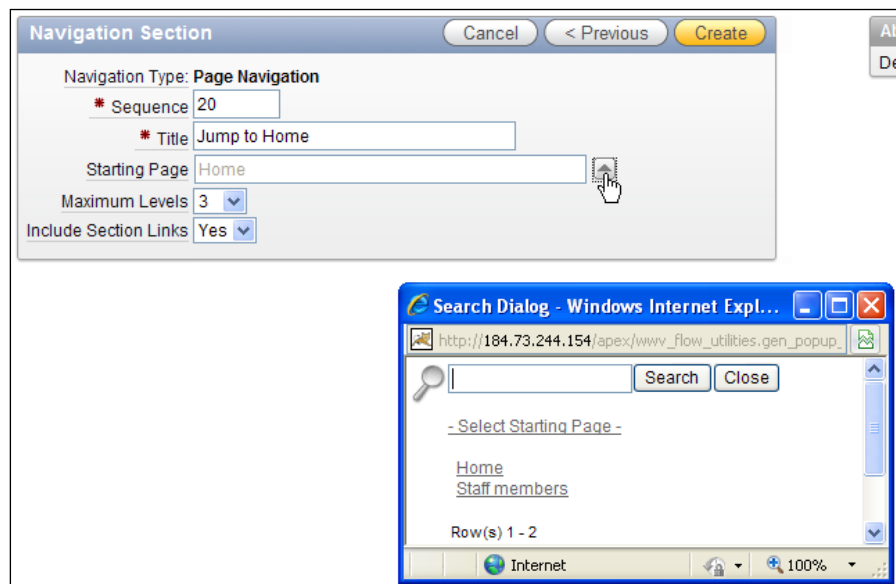 Navigation Section Cancel < Previous Create
Navigation Type: Page Navigation
* Sequence 20
* Title Jump to Home
Starting Page Home
Maximum Levels 3
Include Section Links Yes
Ab
De
Search Dialog - Windows Internet Expl...
http://184.73.244.154/apex/wwv_flow_utilities.gen_popup_
Search Close
- Select Starting Page -
Home
Staff members
Row(s) 1 - 2
Internet 100%